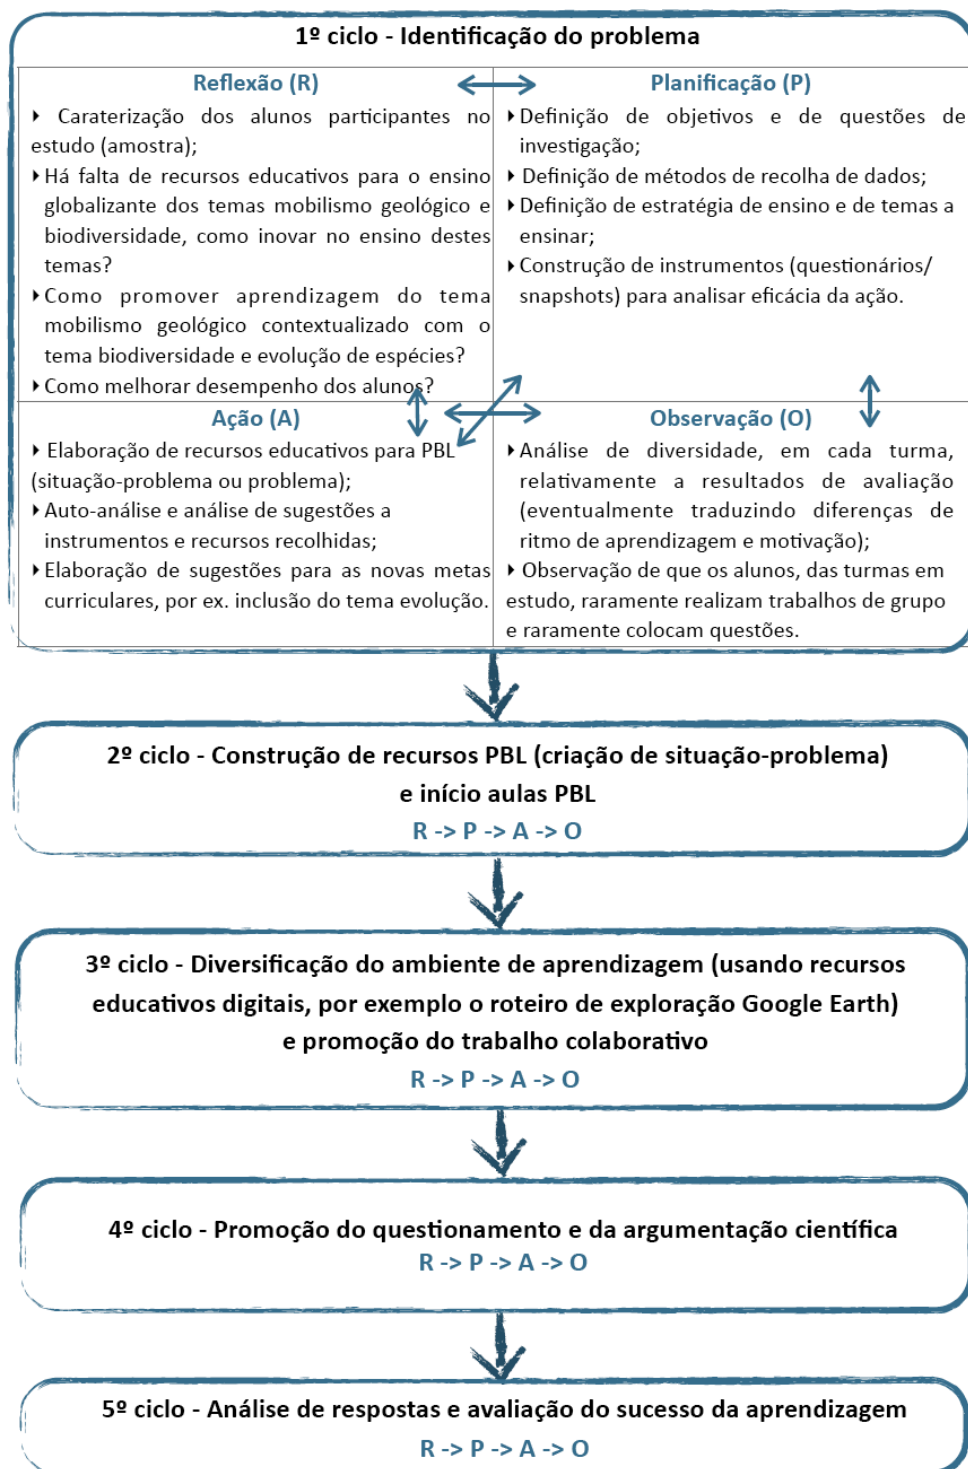 1º ciclo - Identificação do problema
Reflexão (R)
‣ Caraterização dos alunos participantes no
estudo (amostra);
‣ Há falta de recursos educativos para o ensino
globalizante dos temas mobilismo geológico e
biodiversidade, como inovar no ensino destes
temas?
‣ Como promover aprendizagem do tema
mobilismo geológico contextualizado com o
tema biodiversidade e evolução de espécies?
‣ Como melhorar desempenho dos alunos?
Planificação (P)
‣ Definição de objetivos e de questões de
investigação;
‣ Definição de métodos de recolha de dados;
‣ Definição de estratégia de ensino e de temas a
ensinar;
‣ Construção de instrumentos (questionários/
snapshots) para analisar eficácia da ação.
Ação (A)
‣ Elaboração de recursos educativos para PBL
(situação-problema ou problema);
‣ Auto-análise e análise de sugestões a
instrumentos e recursos recolhidas;
‣ Elaboração de sugestões para as novas metas
curriculares, por ex. inclusão do tema evolução.
Observação (O)
‣ Análise de diversidade, em cada turma,
relativamente a resultados de avaliação
(eventualmente traduzindo diferenças de
ritmo de aprendizagem e motivação);
‣ Observação de que os alunos, das turmas em
estudo, raramente realizam trabalhos de grupo
e raramente colocam questões.
2º ciclo - Construção de recursos PBL (criação de situação-problema)
e início aulas PBL
R -> P -> A -> O
3º ciclo - Diversificação do ambiente de aprendizagem (usando recursos
educativos digitais, por exemplo o roteiro de exploração Google Earth)
e promoção do trabalho colaborativo
R -> P -> A -> O
4º ciclo - Promoção do questionamento e da argumentação científica
R -> P -> A -> O
5º ciclo - Análise de respostas e avaliação do sucesso da aprendizagem
R -> P -> A -> O